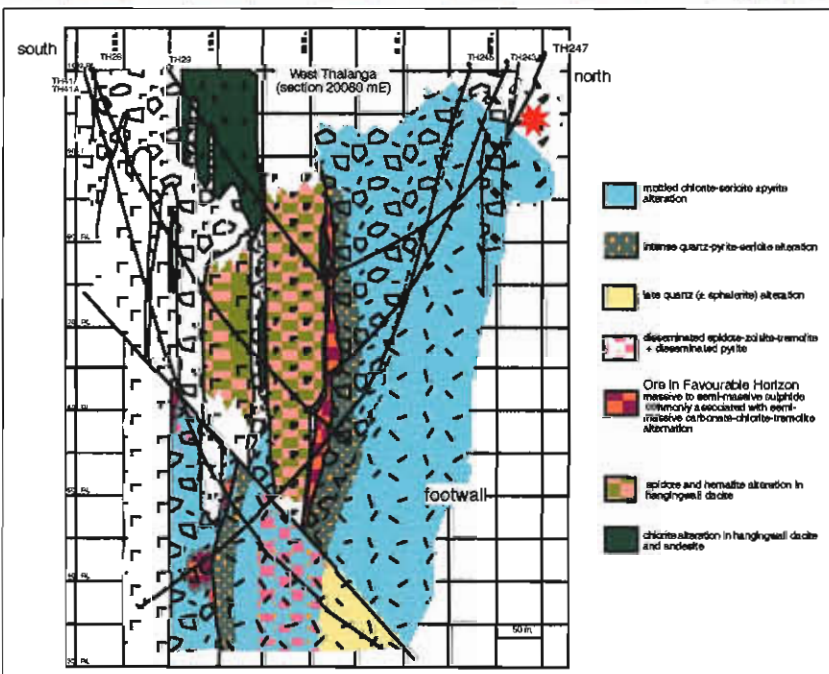 south
TH26
TH29
West Thalanga
(section 20080 mE)
TH245
TH243
TH247
north
TH41/
TH41A
mottled chlorite-sericite ±pyrite
alteration
intense quartz-pyrite-sericite alteration
late quartz (± sphalerite) alteration
disseminated epidote-zoisite-tremolite
+ disseminated pyrite
Ore in Favourable Horizon
massive to semi-massive sulphide
commonly associated with semi-
massive carbonate-chlorite-tremolite
alternation
epidote and hematite alteration in
hangingwall dacite
footwall
chlorite alteration in hangingwall dacite
and andesite
50 m